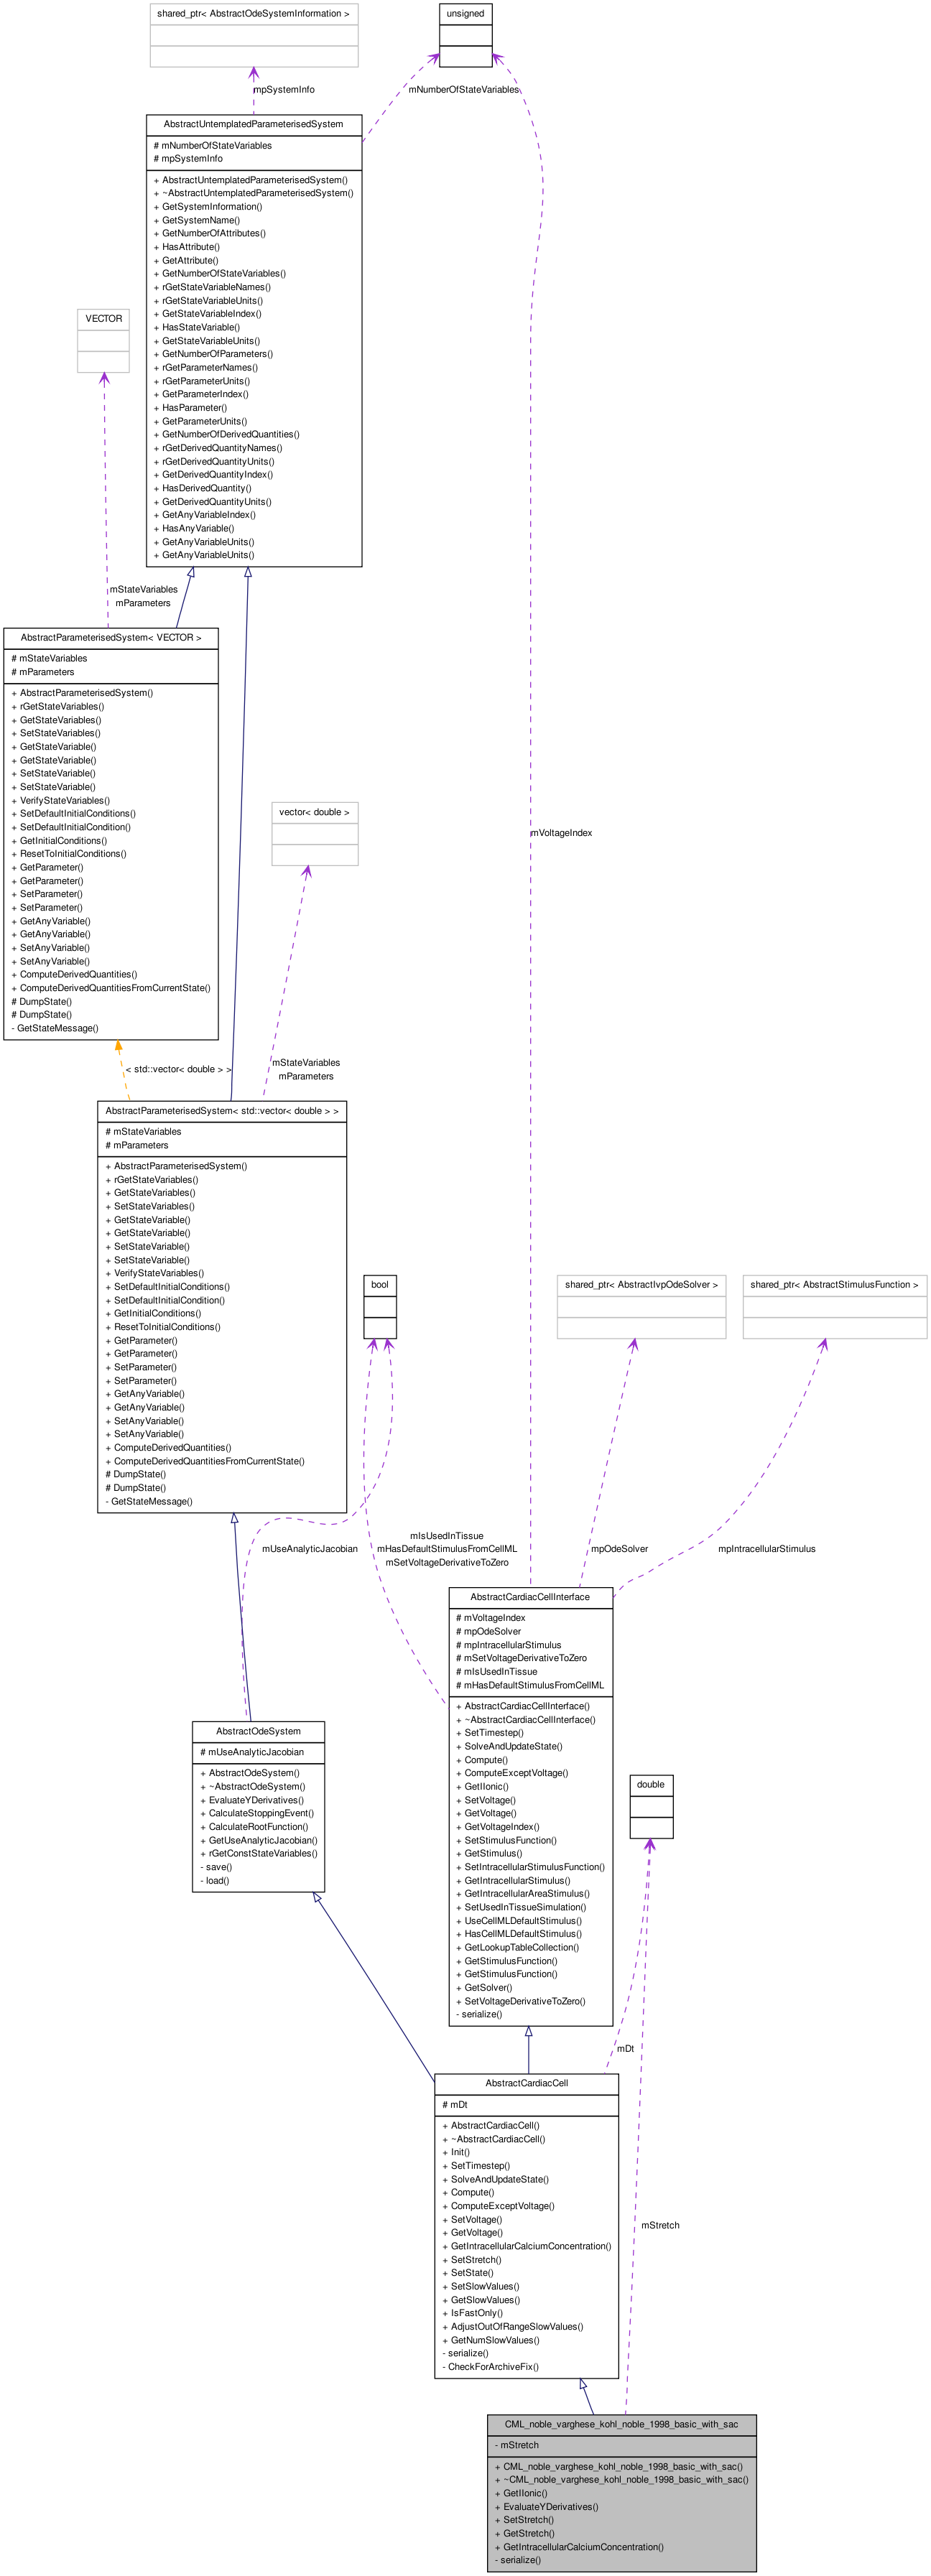 shared_ptr< AbstractOdeSystemInformation >
unsigned
mpSystemInfo
mNumberOfStateVariables
AbstractUntemplatedParameterisedSystem
# mNumberOfStateVariables
# mpSystemInfo
+ AbstractUntemplatedParameterisedSystem()
+ ~AbstractUntemplatedParameterisedSystem()
+ GetSystemInformation()
+ GetSystemName()
+ GetNumberOfAttributes()
+ HasAttribute()
+ GetAttribute()
+ GetNumberOfStateVariables()
+ rGetStateVariableNames()
+ rGetStateVariableUnits()
+ GetStateVariableIndex()
+ HasStateVariable()
+ GetStateVariableUnits()
+ GetNumberOfParameters()
+ rGetParameterNames()
+ rGetParameterUnits()
+ GetParameterIndex()
+ HasParameter()
+ GetParameterUnits()
+ GetNumberOfDerivedQuantities()
+ rGetDerivedQuantityNames()
+ rGetDerivedQuantityUnits()
+ GetDerivedQuantityIndex()
+ HasDerivedQuantity()
+ GetDerivedQuantityUnits()
+ GetAnyVariableIndex()
+ HasAnyVariable()
+ GetAnyVariableUnits()
+ GetAnyVariableUnits()
VECTOR
mStateVariables
mParameters
AbstractParameterisedSystem< VECTOR >
# mStateVariables
# mParameters
+ AbstractParameterisedSystem()
+ rGetStateVariables()
+ GetStateVariables()
+ SetStateVariables()
+ GetStateVariable()
+ GetStateVariable()
+ SetStateVariable()
+ SetStateVariable()
+ VerifyStateVariables()
+ SetDefaultInitialConditions()
+ SetDefaultInitialCondition()
+ GetInitialConditions()
+ ResetToInitialConditions()
+ GetParameter()
+ GetParameter()
+ SetParameter()
+ SetParameter()
+ GetAnyVariable()
+ GetAnyVariable()
+ SetAnyVariable()
+ SetAnyVariable()
+ ComputeDerivedQuantities()
+ ComputeDerivedQuantitiesFromCurrentState()
# DumpState()
# DumpState()
- GetStateMessage()
vector< double >
mVoltageIndex
< std::vector< double > >
mStateVariables
mParameters
AbstractParameterisedSystem< std::vector< double > >
# mStateVariables
# mParameters
+ AbstractParameterisedSystem()
+ rGetStateVariables()
+ GetStateVariables()
+ SetStateVariables()
+ GetStateVariable()
+ GetStateVariable()
+ SetStateVariable()
+ SetStateVariable()
+ VerifyStateVariables()
+ SetDefaultInitialConditions()
+ SetDefaultInitialCondition()
+ GetInitialConditions()
+ ResetToInitialConditions()
+ GetParameter()
+ GetParameter()
+ SetParameter()
+ SetParameter()
+ GetAnyVariable()
+ GetAnyVariable()
+ SetAnyVariable()
+ SetAnyVariable()
+ ComputeDerivedQuantities()
+ ComputeDerivedQuantitiesFromCurrentState()
# DumpState()
# DumpState()
- GetStateMessage()
bool
shared_ptr< AbstractIvpOdeSolver >
shared_ptr< AbstractStimulusFunction >
mUseAnalyticJacobian
mIsUsedInTissue
mHasDefaultStimulusFromCellML
mSetVoltageDerivativeToZero
mpOdeSolver
mpIntracellularStimulus
AbstractCardiacCellInterface
# mVoltageIndex
# mpOdeSolver
# mpIntracellularStimulus
# mSetVoltageDerivativeToZero
# mIsUsedInTissue
# mHasDefaultStimulusFromCellML
+ AbstractCardiacCellInterface()
+ ~AbstractCardiacCellInterface()
+ SetTimestep()
+ SolveAndUpdateState()
+ Compute()
+ ComputeExceptVoltage()
+ GetIIonic()
+ SetVoltage()
+ GetVoltage()
+ GetVoltageIndex()
+ SetStimulusFunction()
+ GetStimulus()
+ SetIntracellularStimulusFunction()
+ GetIntracellularStimulus()
+ GetIntracellularAreaStimulus()
+ SetUsedInTissueSimulation()
+ UseCellMLDefaultStimulus()
+ HasCellMLDefaultStimulus()
+ GetLookupTableCollection()
+ GetStimulusFunction()
+ GetStimulusFunction()
+ GetSolver()
+ SetVoltageDerivativeToZero()
- serialize()
AbstractOdeSystem
# mUseAnalyticJacobian
+ AbstractOdeSystem()
+ ~AbstractOdeSystem()
+ EvaluateYDerivatives()
+ CalculateStoppingEvent()
+ CalculateRootFunction()
+ GetUseAnalyticJacobian()
+ rGetConstStateVariables()
- save()
- load()
double
mDt
AbstractCardiacCell
# mDt
+ AbstractCardiacCell()
+ ~AbstractCardiacCell()
+ Init()
+ SetTimestep()
+ SolveAndUpdateState()
+ Compute()
+ ComputeExceptVoltage()
+ SetVoltage()
+ GetVoltage()
+ GetIntracellularCalciumConcentration()
+ SetStretch()
+ SetState()
+ SetSlowValues()
+ GetSlowValues()
+ IsFastOnly()
+ AdjustOutOfRangeSlowValues()
+ GetNumSlowValues()
- serialize()
- CheckForArchiveFix()
mStretch
CML_noble_varghese_kohl_noble_1998_basic_with_sac
- mStretch
+ CML_noble_varghese_kohl_noble_1998_basic_with_sac()
+ ~CML_noble_varghese_kohl_noble_1998_basic_with_sac()
+ GetIIonic()
+ EvaluateYDerivatives()
+ SetStretch()
+ GetStretch()
+ GetIntracellularCalciumConcentration()
- serialize()